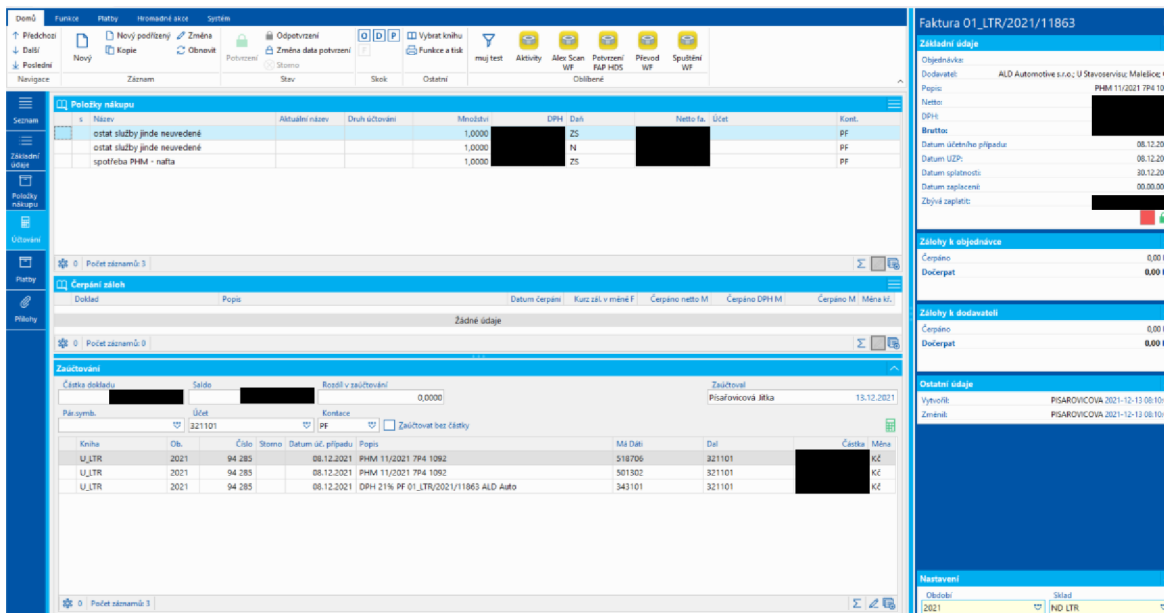 Domů Funkce Platby Hromadné akce Systém
Předchozí
Další
Poslední
Navigace
Nový
Nový podřízený
Kopie
Změna
Obnovit
Záznam
Potvrzení
Odpotvrzení
Změna data potvrzení
Storno
Stav
O D P
Skok
Vybrat knihu
Funkce a tisk
Ostatní
muj test
Aktivity
Alex Scan WF
Potvrzení FAP HDS
Převod WF
Spuštění WF
Oblíbené
Seznam
Základní údaje
Položky nákupu
Účtování
Platby
Přílohy
Položky nákupu
s Název Aktuální název Druh účtování Množství DPH Daň Netto fa. Účet Kont.
ostat služby jinde neuvedené 1,0000 ZS PF
ostat služby jinde neuvedené 1,0000 N PF
spotřeba PHM - nafta 1,0000 ZS PF
0 Počet záznamů: 3
Čerpání záloh
Doklad Popis Datum čerpání Kurz zál. v měně F Čerpáno netto M Čerpáno DPH M Čerpáno M Měna kř.
Žádné údaje
0 Počet záznamů: 0
Zaúčtování
Částka dokladu Saldo Rozdíl v zaúčtování Zaúčtoval
0,0000 Písařovicová Jitka 13.12.2021
Pár.symb. Účet Kontace
321101 PF Zaúčtovat bez částky
Kniha Ob. Číslo Storno Datum úč. případu Popis Má Dáti Dal Částka Měna
U_LTR 2021 94 285 08.12.2021 PHM 11/2021 7P4 1092 518706 321101 Kč
U_LTR 2021 94 285 08.12.2021 PHM 11/2021 7P4 1092 501302 321101 Kč
U_LTR 2021 94 285 08.12.2021 DPH 21% PF 01_LTR/2021/11863 ALD Auto 343101 321101 Kč
0 Počet záznamů: 3
Faktura 01_LTR/2021/11863
Základní údaje
Objednávka:
Dodavatel: ALD Automotive s.r.o.; U Stavoservisu; Malešice;
Popis: PHM 11/2021 7P4 10
Netto:
DPH:
Brutto:
Datum účetního případu: 08.12.20
Datum UZP: 08.12.20
Datum splatnosti: 30.12.20
Datum zaplacení: 00.00.00
Zbývá zaplatit:
Zálohy k objednávce
Čerpáno 0,00
Dočerpat 0,00
Zálohy k dodavateli
Čerpáno 0,00
Dočerpat 0,00
Ostatní údaje
Vytvořil: PISAROVICOVA 2021-12-13 08:10
Změnil: PISAROVICOVA 2021-12-13 08:10
Nastavení
Období Sklad
2021 ND LTR